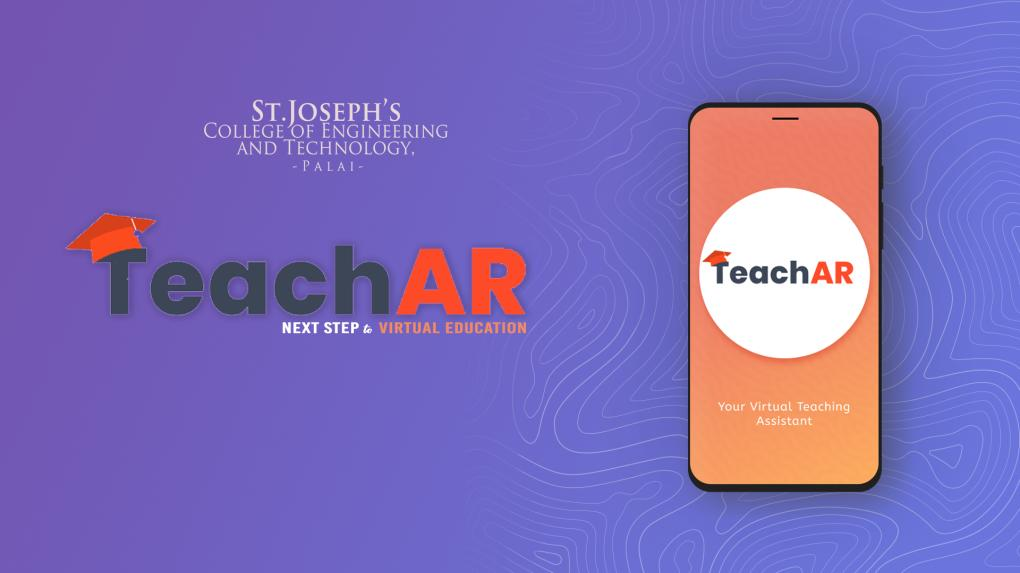 St.Joseph's
College of Engineering
and Technology,
-Palai-
TeachAR
NEXT STEP to VIRTUAL EDUCATION
TeachAR
Your Virtual Teaching
Assistant